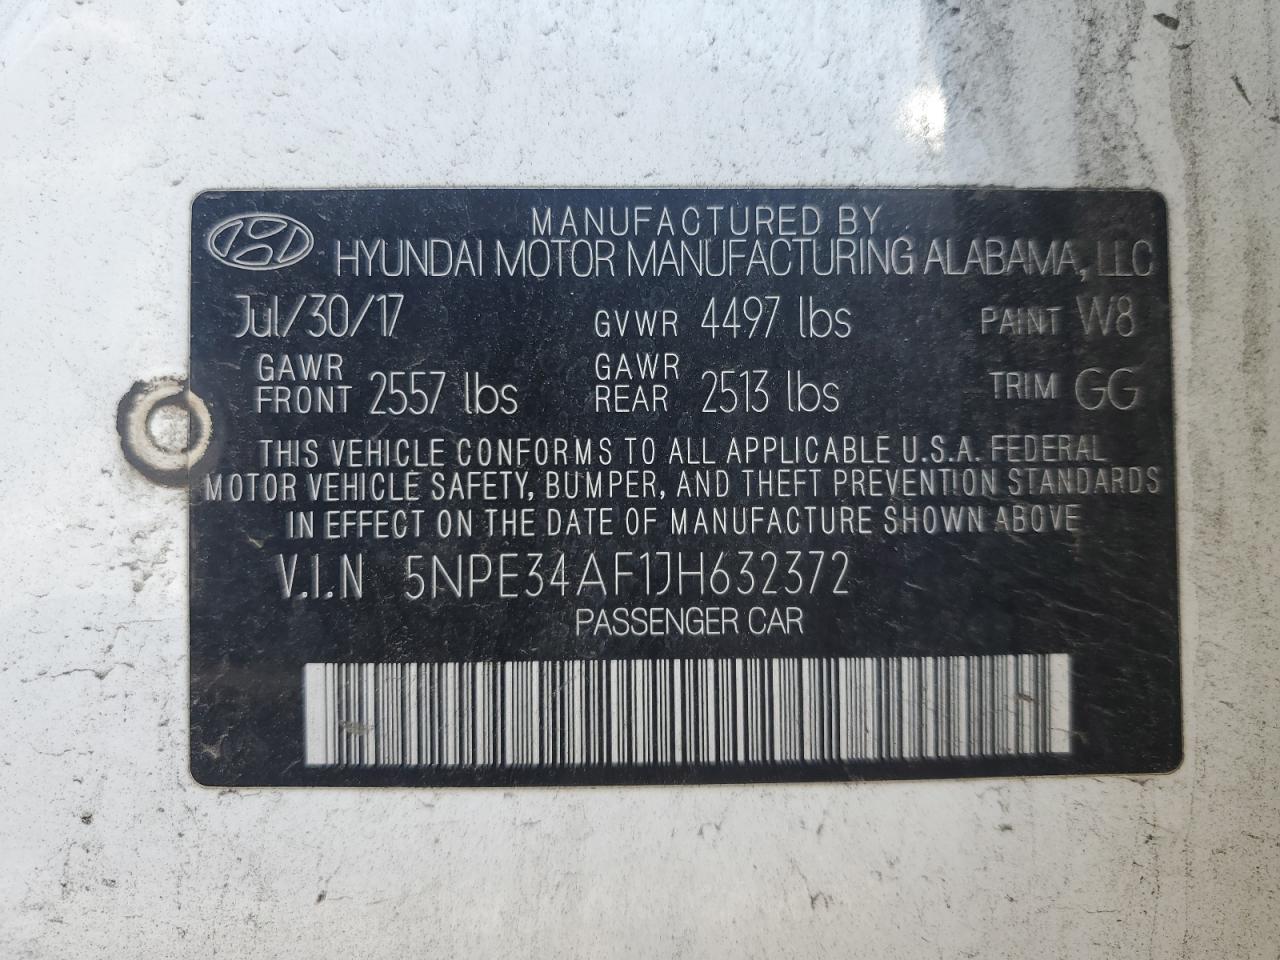 MANUFACTURED BY
HYUNDAI MOTOR MANUFACTURING ALABAMA, LLC
Jul/30/17 GVWR 4497 lbs PAINT W8
GAWR FRONT 2557 lbs GAWR REAR 2513 lbs TRIM GG
THIS VEHICLE CONFORMS TO ALL APPLICABLE U.S.A. FEDERAL
MOTOR VEHICLE SAFETY, BUMPER, AND THEFT PREVENTION STANDARDS
IN EFFECT ON THE DATE OF MANUFACTURE SHOWN ABOVE
V.I.N 5NPE34AF1JH632372
PASSENGER CAR